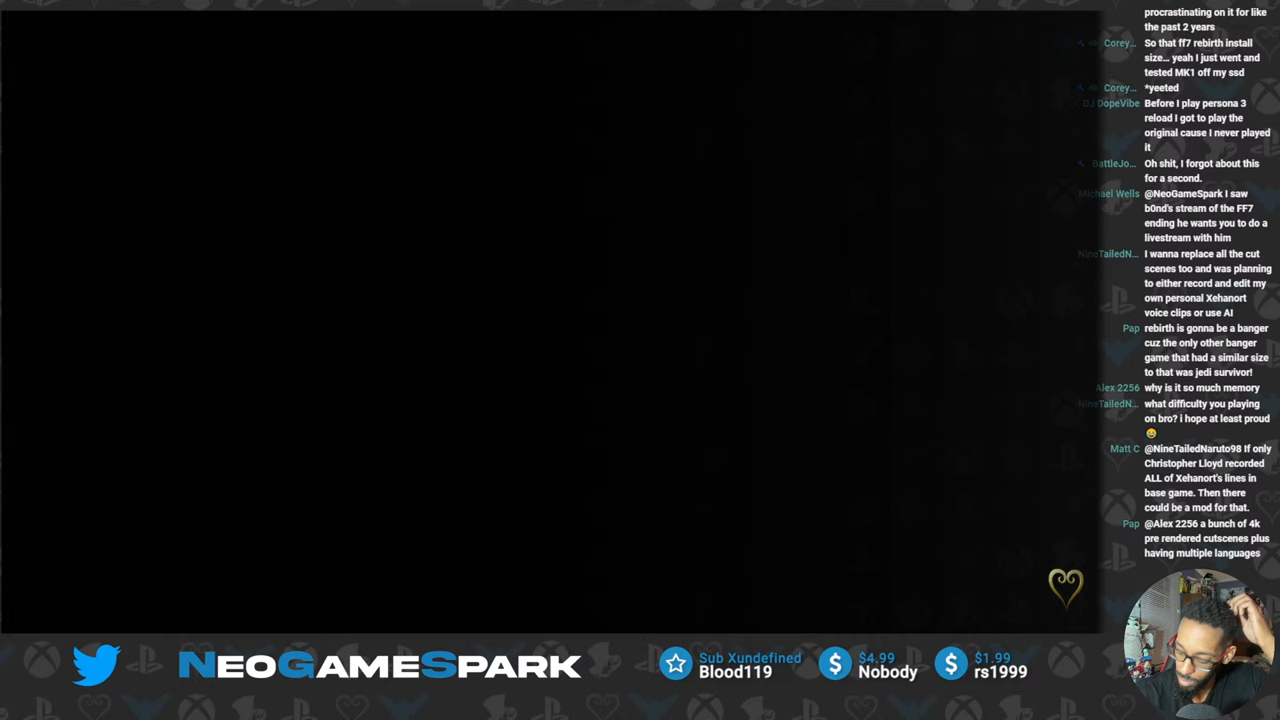 procrastinating on it for like
the past 2 years
Corey… So that ff7 rebirth install
size… yeah I just went and
tested MK1 off my ssd
Corey… *yeeted
DJ DopeVibe Before I play persona 3
reload I got to play the
original cause I never played
it
BattleJo… Oh shit, I forgot about this
for a second.
Michael Wells @NeoGameSpark I saw
b0nd's stream of the FF7
ending he wants you to do a
livestream with him
NineTailedN… I wanna replace all the cut
scenes too and was planning
to either record and edit my
own personal Xehanort
voice clips or use AI
Pap rebirth is gonna be a banger
cuz the only other banger
game that had a similar size
to that was jedi survivor!
Alex 2256 why is it so much memory
NineTailedN… what difficulty you playing
on bro? i hope at least proud
Matt C @NineTailedNaruto98 If only
Christopher Lloyd recorded
ALL of Xehanort's lines in
base game. Then there
could be a mod for that.
Pap @Alex 2256 a bunch of 4k
pre rendered cutscenes plus
having multiple languages
NEOGAMESPARK
Sub Xundefined
Blood119
$4.99
Nobody
$1.99
rs1999